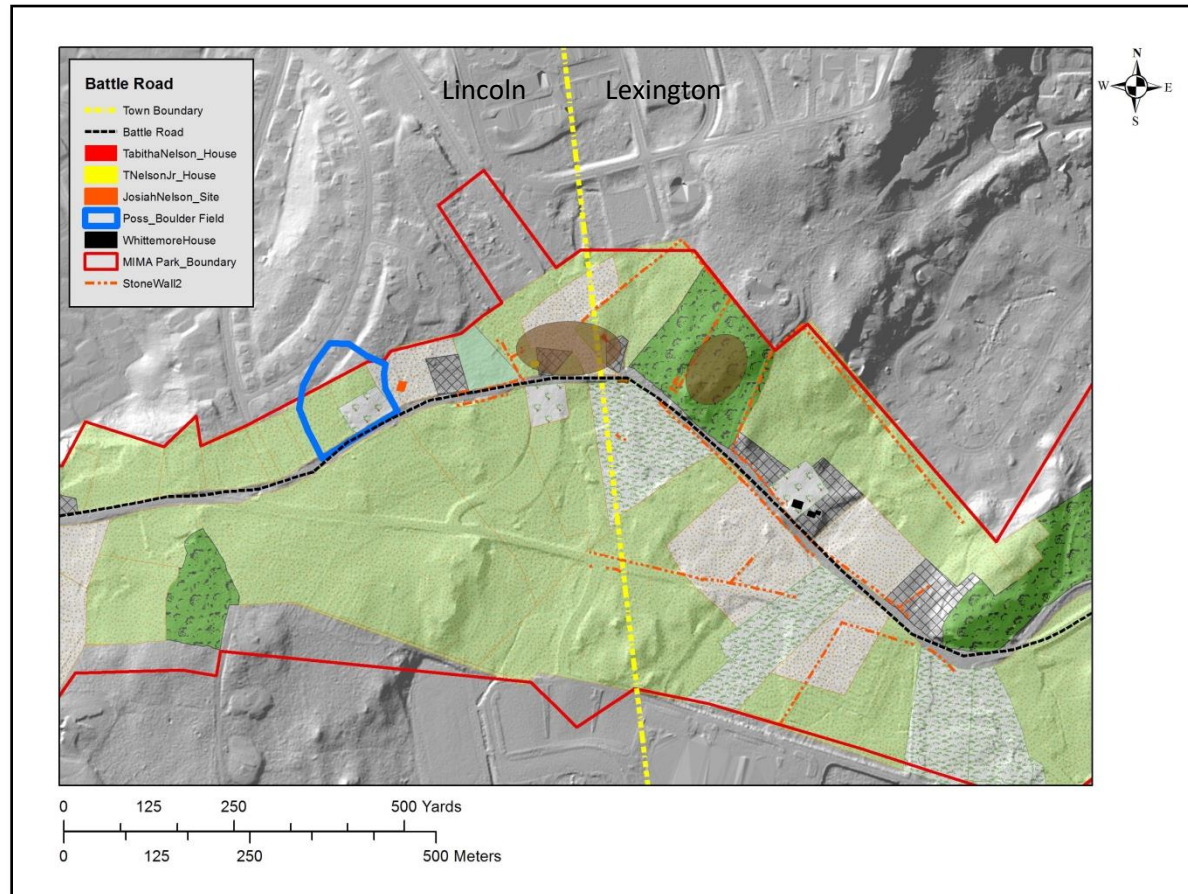 Lincoln Lexington
N
W E
S
Battle Road
Town Boundary
Battle Road
TabithaNelson_House
TNelsonJr_House
JosiahNelson_Site
Poss_Boulder Field
WhittemoreHouse
MIMA Park_Boundary
StoneWall2
0 125 250 500 Yards
0 125 250 500 Meters